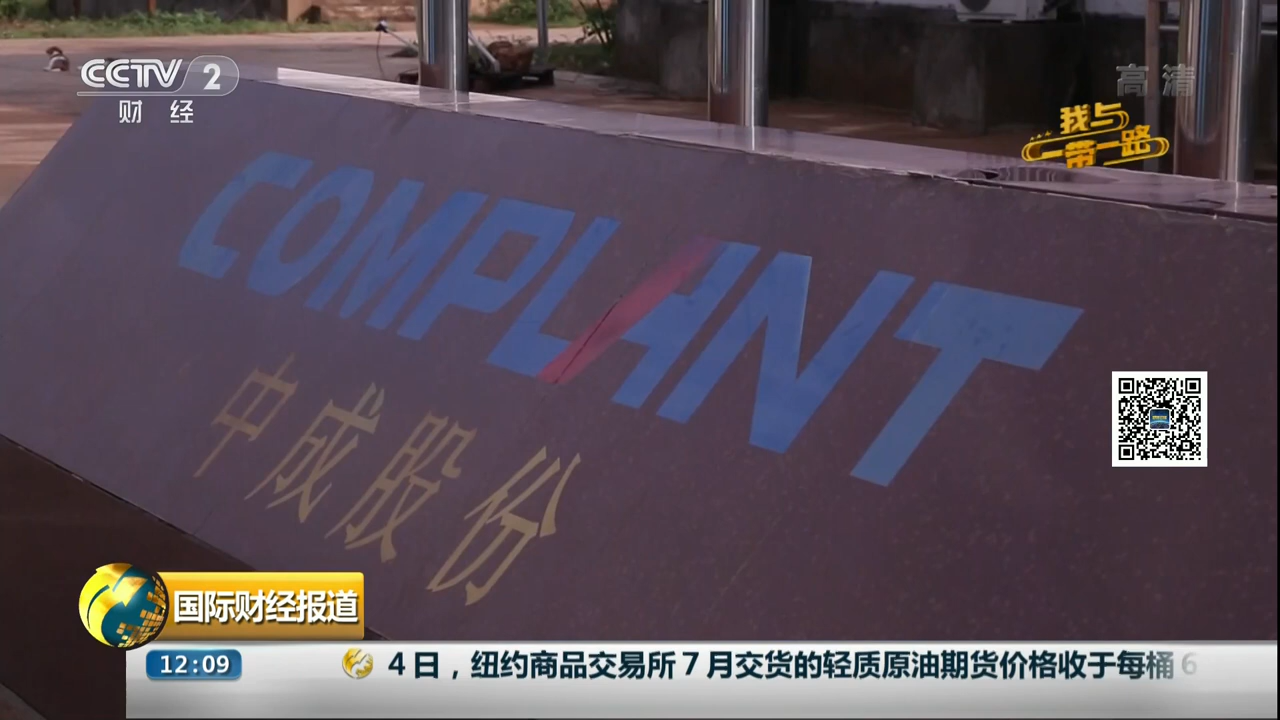 CCTV 2
财经
高清
我与
一带一路
COMPLANT
中成股份
国际财经报道
12:09
4日，纽约商品交易所7月交货的轻质原油期货价格收于每桶6